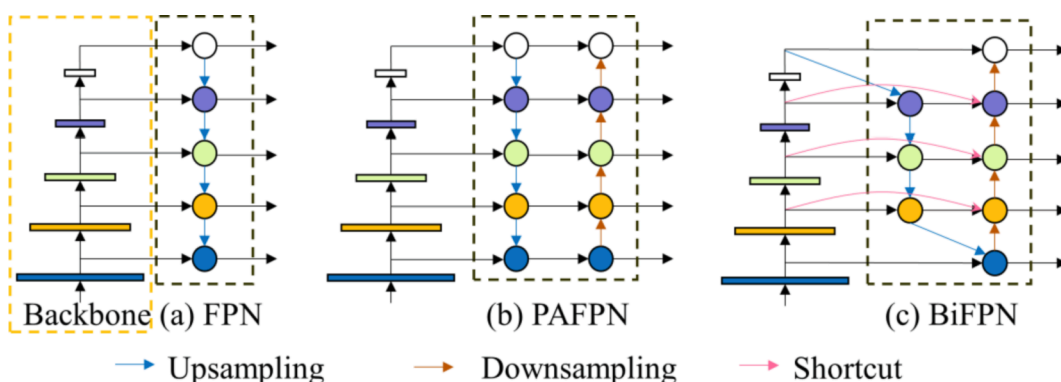 Backbone (a) FPN
(b) PAFPN
(c) BiFPN
Upsampling
Downsampling
Shortcut